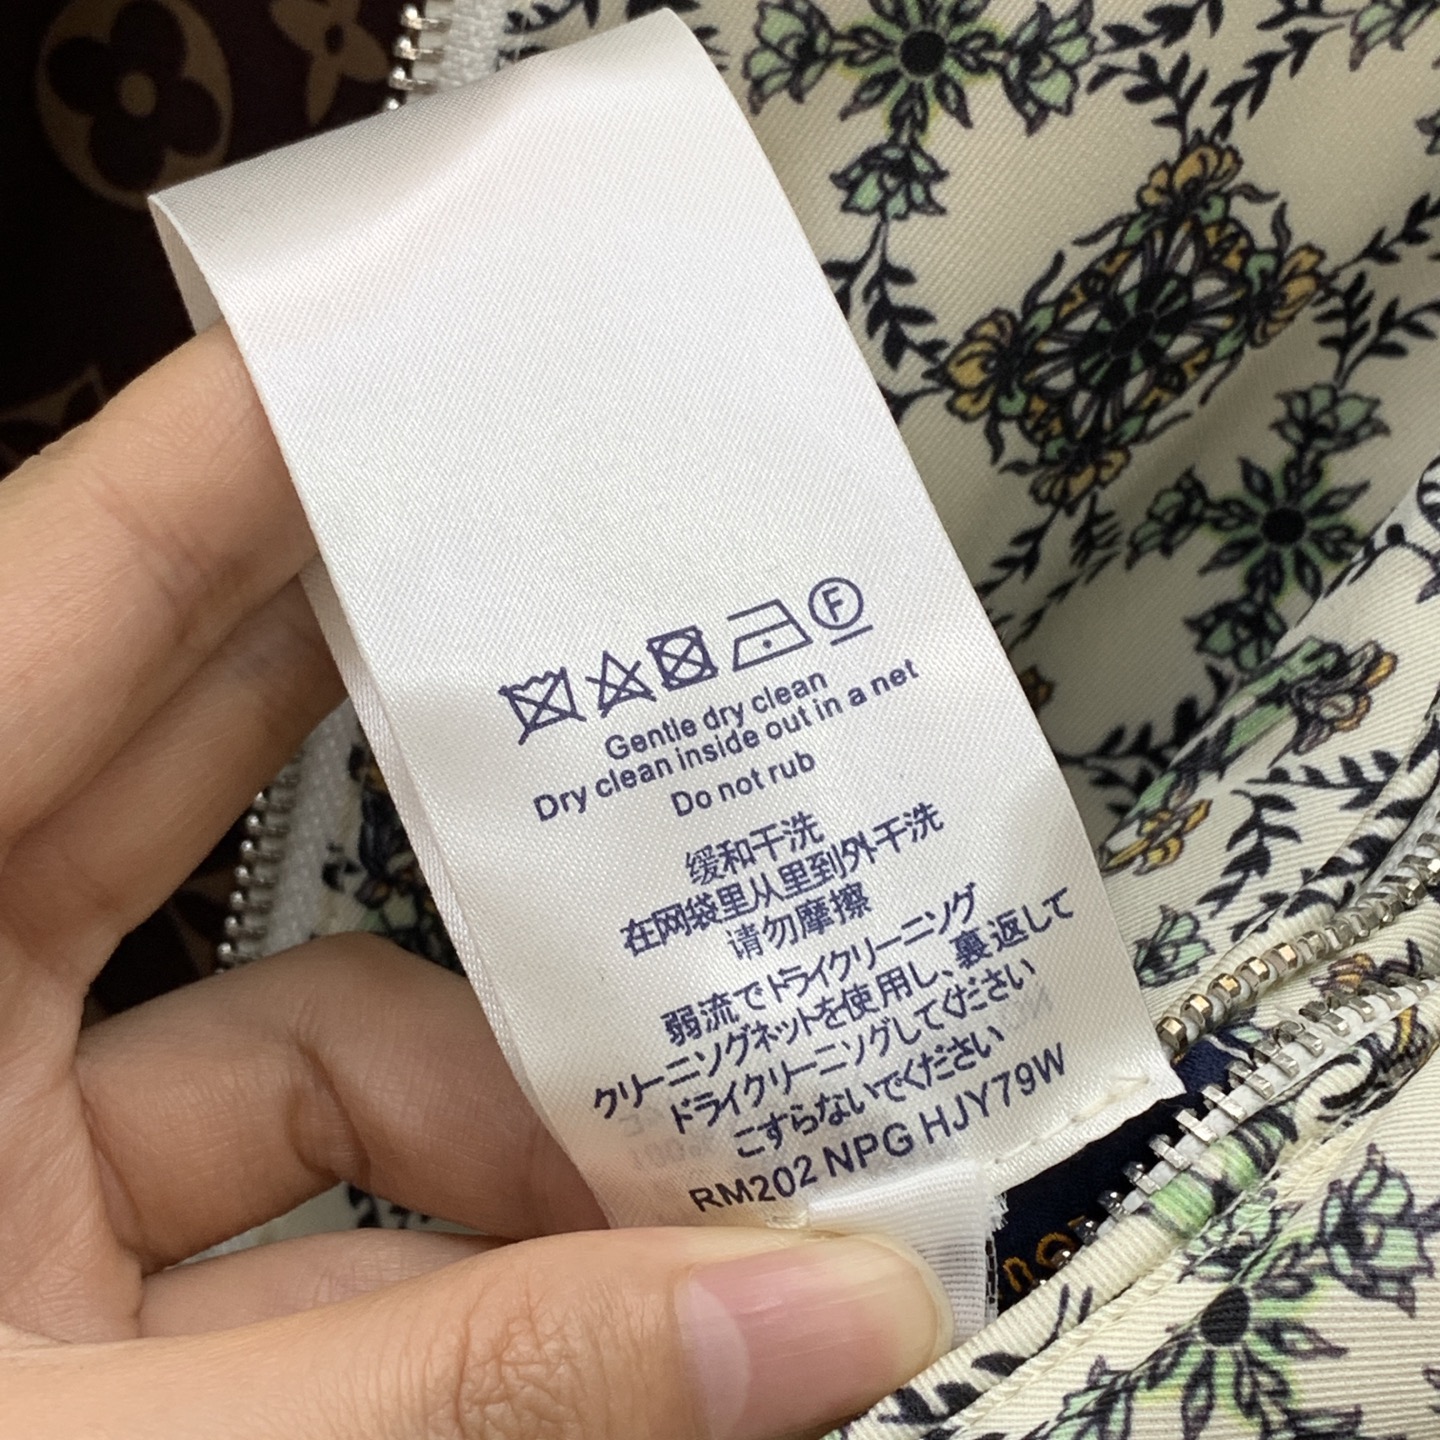 F
Gentle dry clean
Dry clean inside out in a net
Do not rub
缓和干洗
在网袋里从里到外干洗
请勿摩擦
弱流でドライクリーニング
クリーニングネットを使用し、裏返して
ドライクリーニングしてください
こすらないでください
RM202 NPG HJY79W